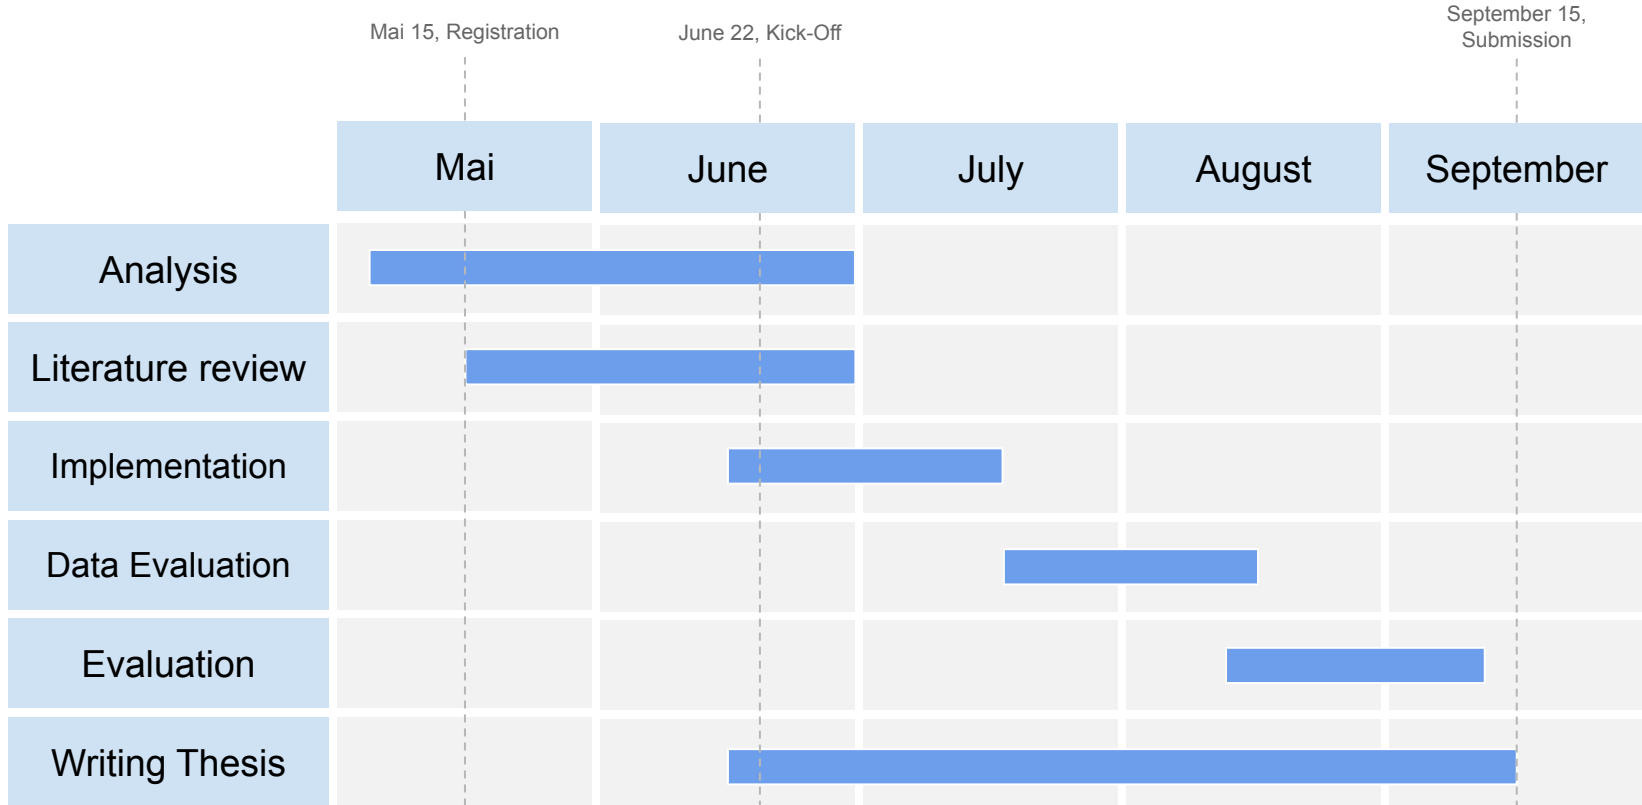 Mai 15, Registration
June 22, Kick-Off
September 15,
Submission
Mai
June
July
August
September
Analysis
Literature review
Implementation
Data Evaluation
Evaluation
Writing Thesis